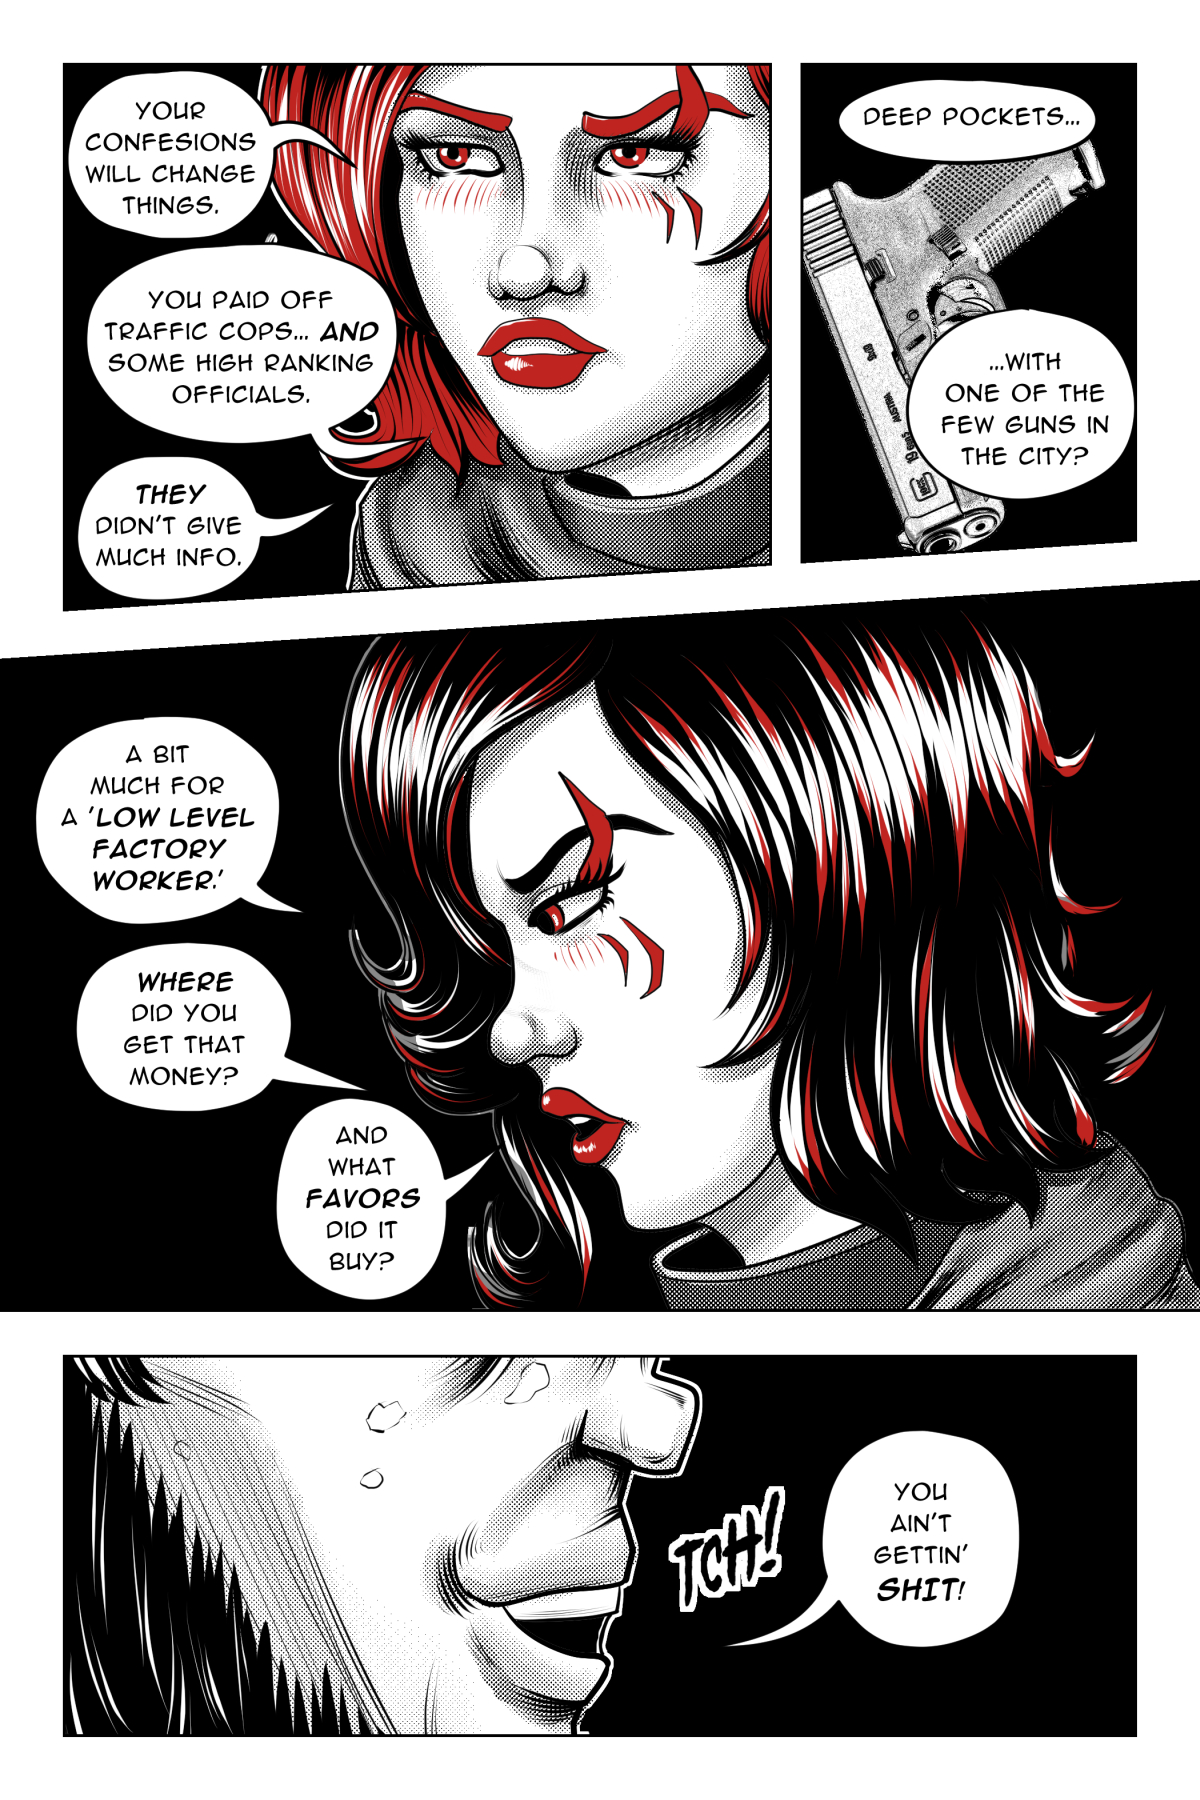 YOUR
CONFESIONS
WILL CHANGE
THINGS.
YOU PAID OFF
TRAFFIC COPS... AND
SOME HIGH RANKING
OFFICIALS.
THEY
DIDN'T GIVE
MUCH INFO.
DEEP POCKETS...
...WITH
ONE OF THE
FEW GUNS IN
THE CITY?
AUSTRIA
A BIT
MUCH FOR
A 'LOW LEVEL
FACTORY
WORKER.'
WHERE
DID YOU
GET THAT
MONEY?
AND
WHAT
FAVORS
DID IT
BUY?
TCH!
YOU
AIN'T
GETTIN'
SHIT!